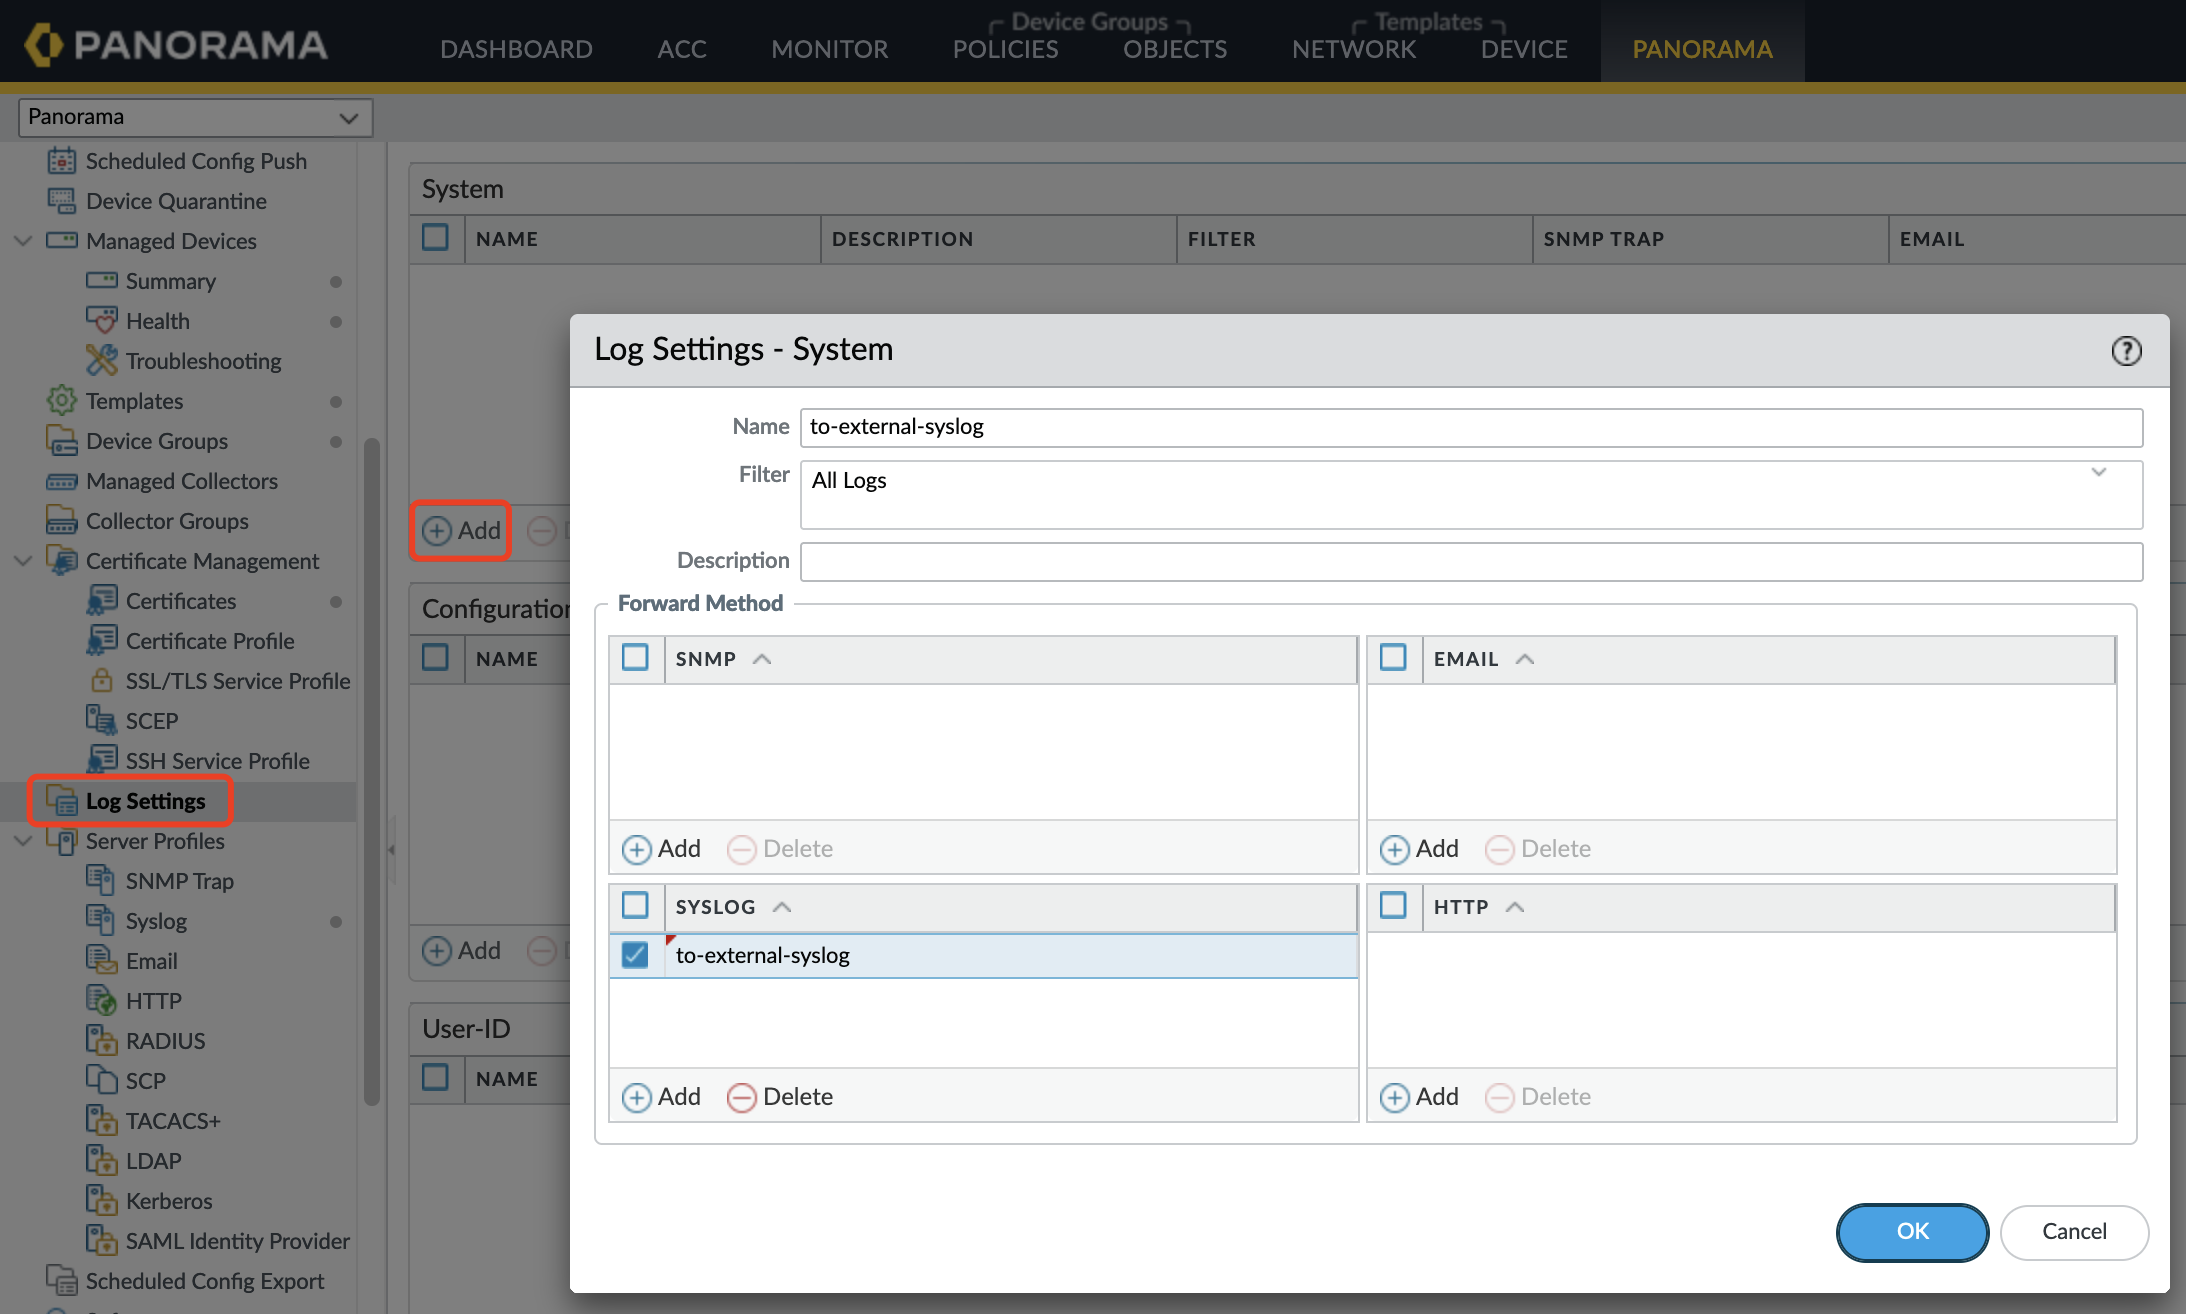 PANORAMA
Device Groups
Templates
DASHBOARD
ACC
MONITOR
POLICIES
OBJECTS
NETWORK
DEVICE
PANORAMA
Panorama
Scheduled Config Push
Device Quarantine
Managed Devices
Summary
Health
Troubleshooting
Templates
Device Groups
Managed Collectors
Collector Groups
Certificate Management
Certificates
Certificate Profile
SSL/TLS Service Profile
SCEP
SSH Service Profile
Log Settings
Server Profiles
SNMP Trap
Syslog
Email
HTTP
RADIUS
SCP
TACACS+
LDAP
Kerberos
SAML Identity Provider
Scheduled Config Export
System
NAME
DESCRIPTION
FILTER
SNMP TRAP
EMAIL
Add
Configuration
NAME
Add
User-ID
NAME
Log Settings - System
Name
to-external-syslog
Filter
All Logs
Description
Forward Method
SNMP
Add
Delete
EMAIL
Add
Delete
SYSLOG
to-external-syslog
Add
Delete
HTTP
Add
Delete
OK
Cancel